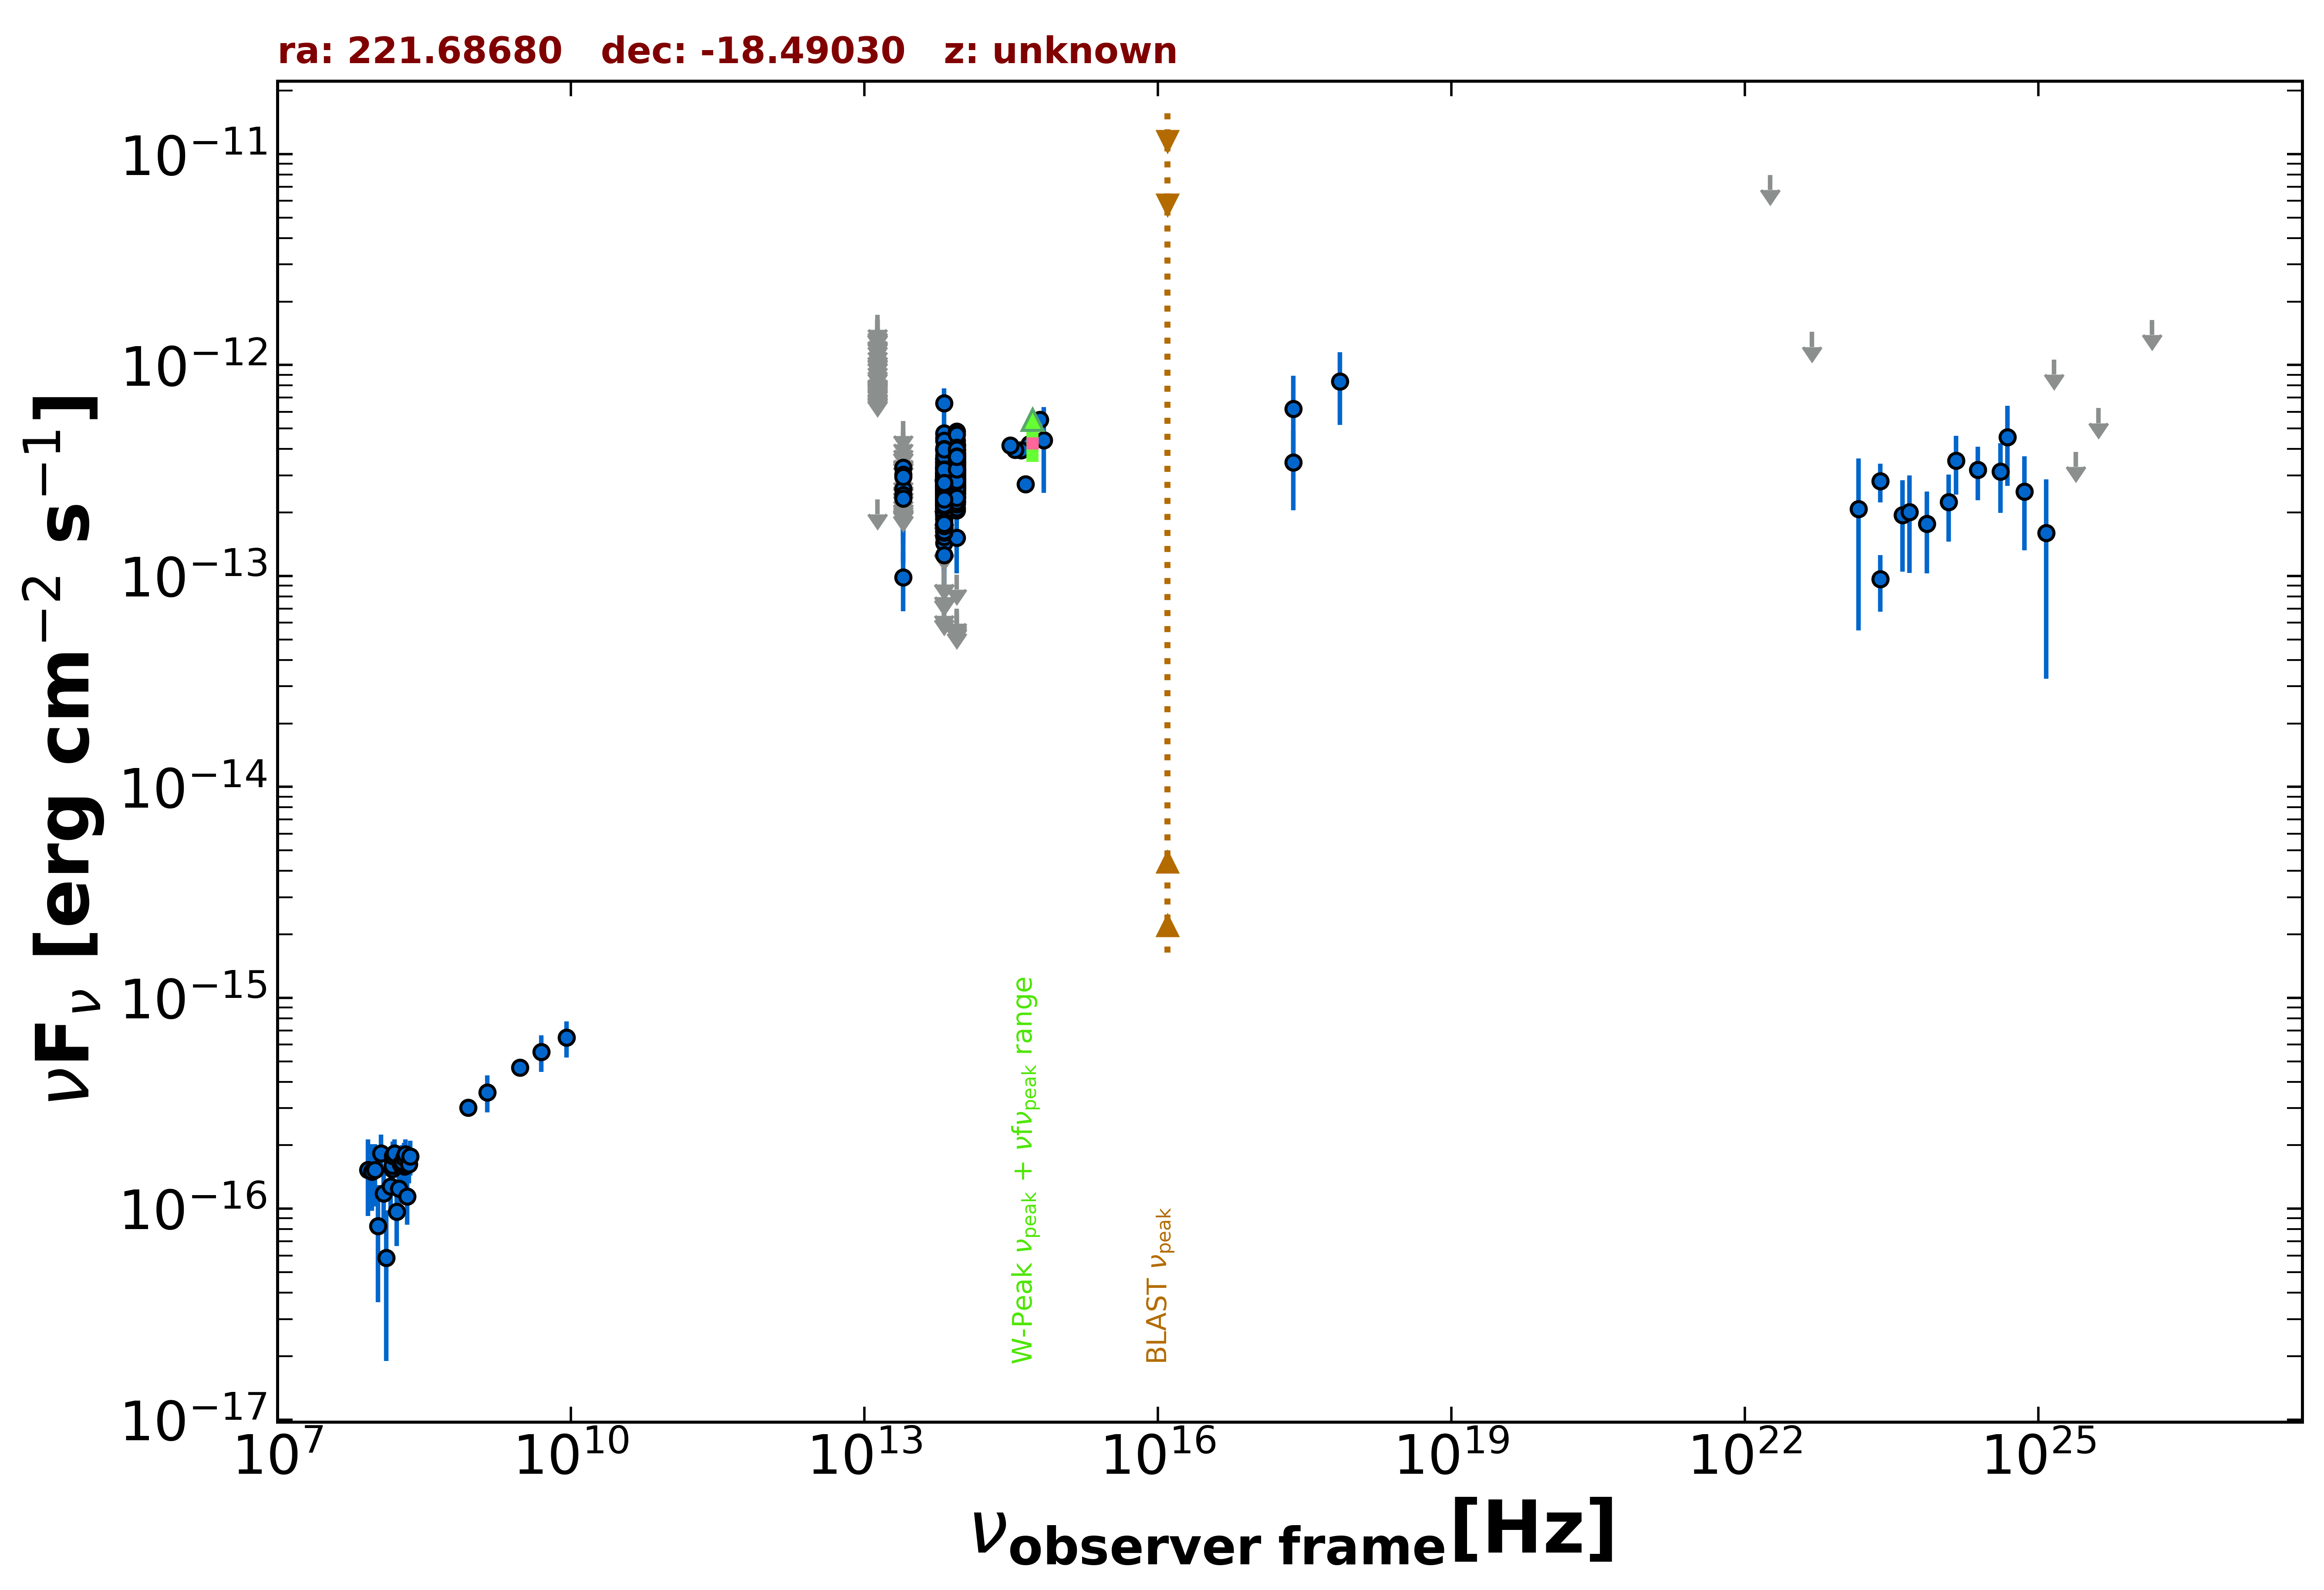 ra: 221.68680 dec: -18.49030 z: unknown
10⁻¹¹
10⁻¹²
10⁻¹³
10⁻¹⁴
10⁻¹⁵
10⁻¹⁶
10⁻¹⁷
νFν [erg cm⁻² s⁻¹]
W-Peak νpeak + νfνpeak range
BLAST νpeak
10⁷ 10¹⁰ 10¹³ 10¹⁶ 10¹⁹ 10²² 10²⁵
νobserver frame[Hz]